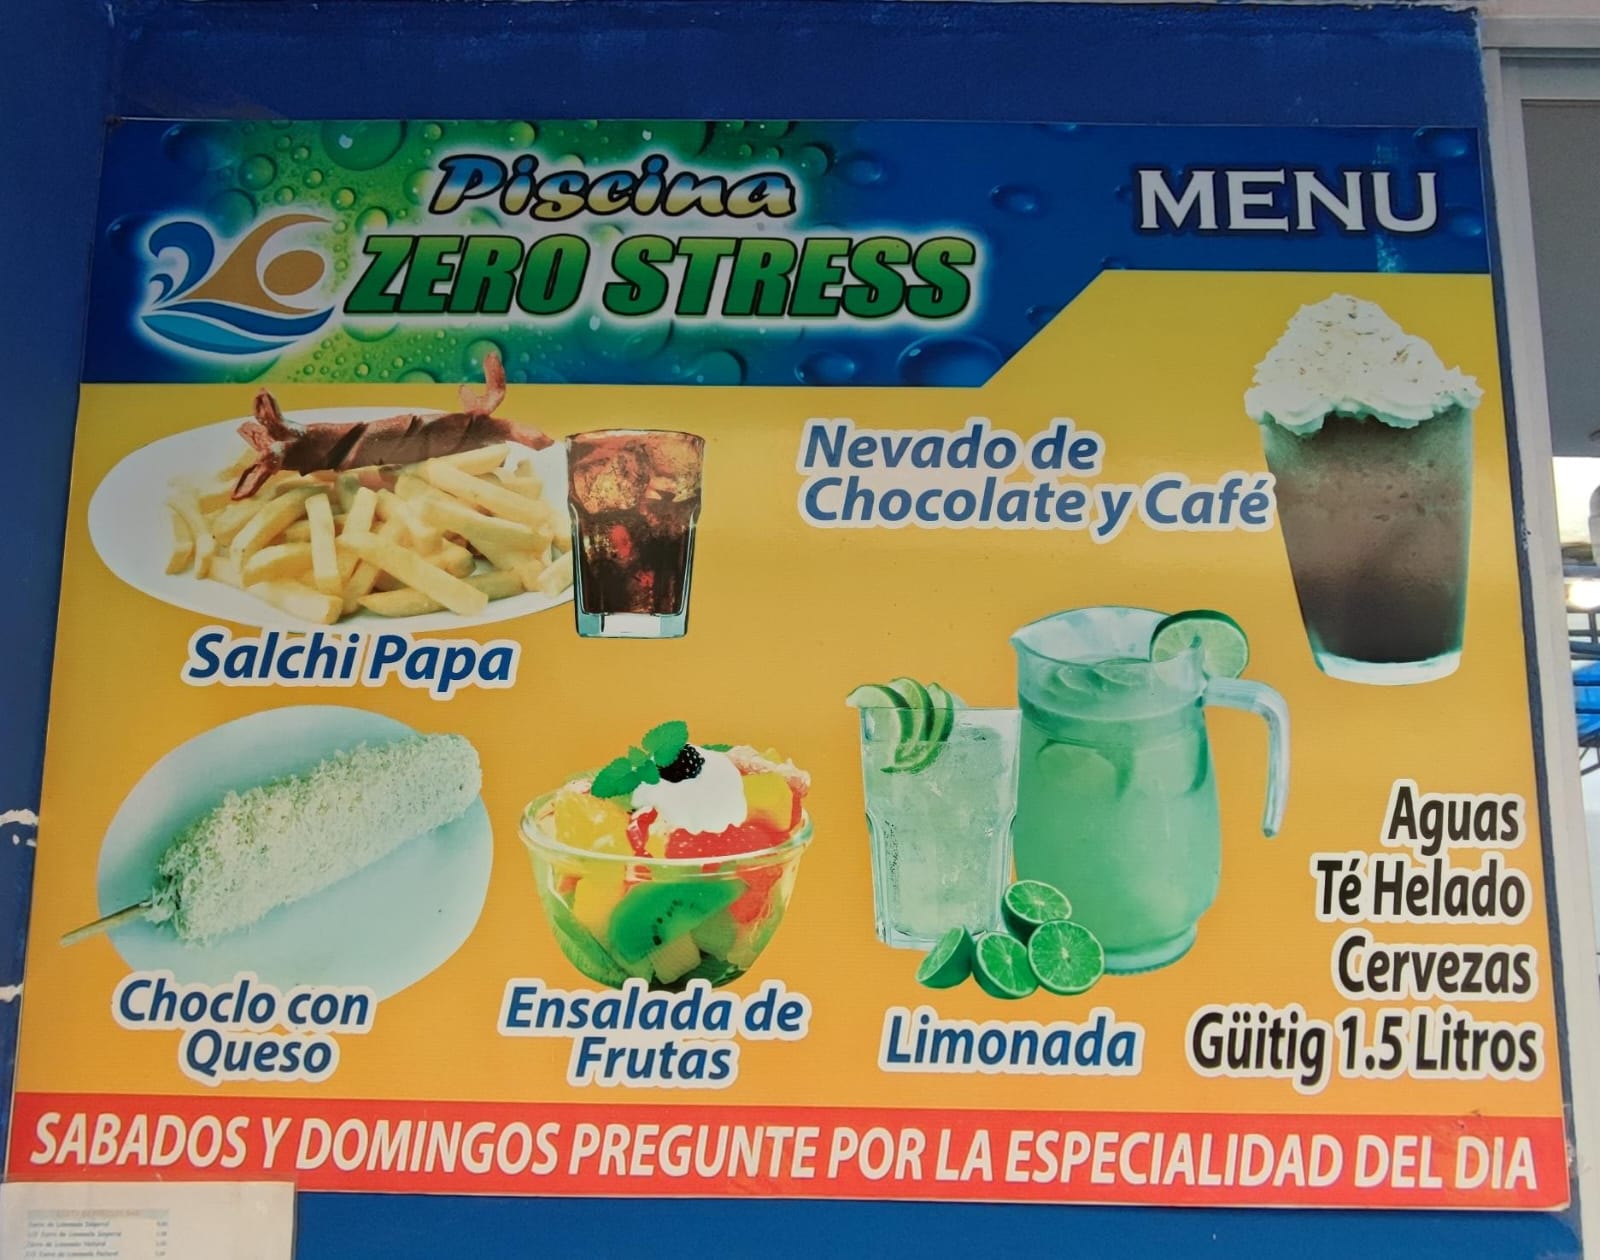 Piscina
ZERO STRESS
MENU
Nevado de
Chocolate y Café
Salchi Papa
Choclo con
Queso
Ensalada de
Frutas
Limonada
Aguas
Té Helado
Cervezas
Güitig 1.5 Litros
SABADOS Y DOMINGOS PREGUNTE POR LA ESPECIALIDAD DEL DIA